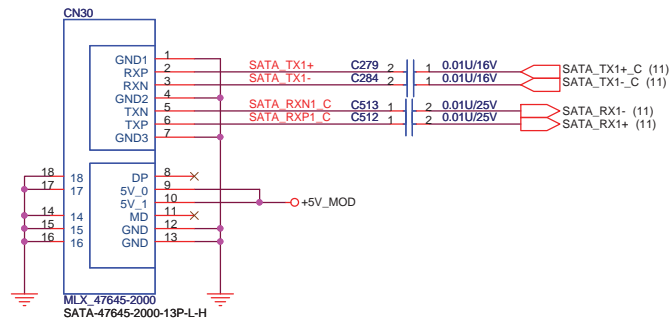 CN30
GND1 1
RXP 2 SATA_TX1+ C279 2 1 0.01U/16V SATA_TX1+_C (11)
RXN 3 SATA_TX1- C284 2 1 0.01U/16V SATA_TX1-_C (11)
GND2 4
TXN 5 SATA_RXN1_C C513 1 2 0.01U/25V SATA_RX1- (11)
TXP 6 SATA_RXP1_C C512 1 2 0.01U/25V SATA_RX1+ (11)
GND3 7
18 18 DP 8
17 17 5V_0 9
5V_1 10 +5V_MOD
14 14 MD 11
15 15 GND 12
16 16 GND 13
MLX_47645-2000
SATA-47645-2000-13P-L-H